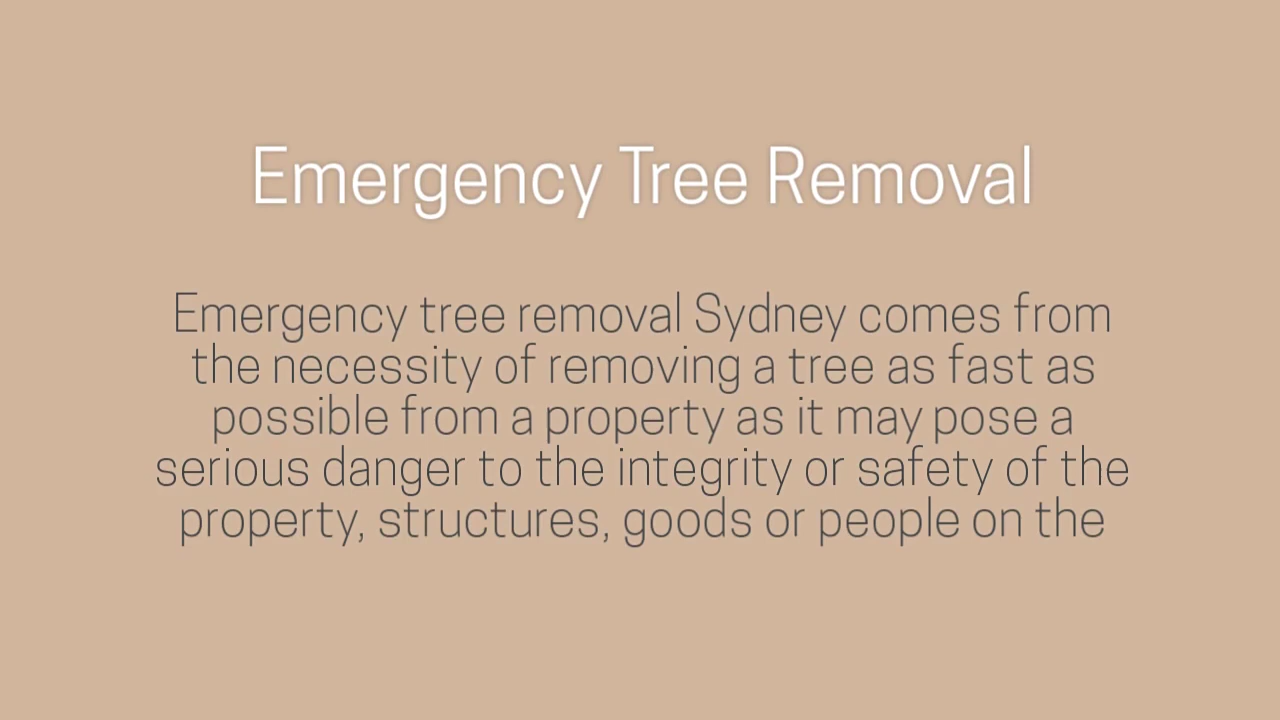 Emergency Tree Removal
Emergency tree removal Sydney comes from
the necessity of removing a tree as fast as
possible from a property as it may pose a
serious danger to the integrity or safety of the
property, structures, goods or people on the